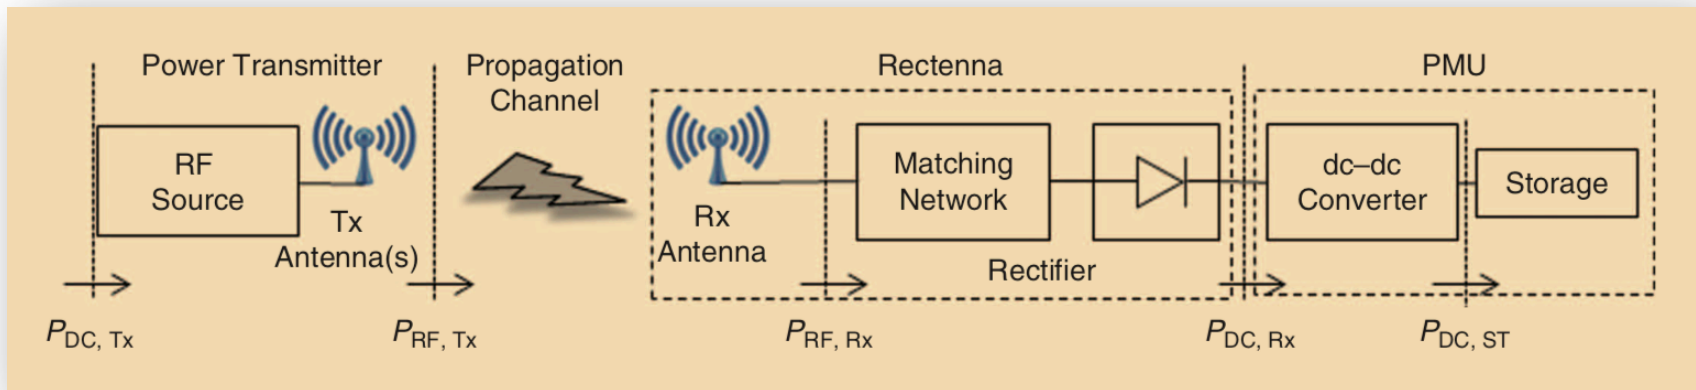 Power Transmitter
Propagation
Channel
Rectenna
PMU
RF
Source
Tx
Antenna(s)
Rx
Antenna
Matching
Network
Rectifier
dc–dc
Converter
Storage
PDC, Tx
PRF, Tx
PRF, Rx
PDC, Rx
PDC, ST